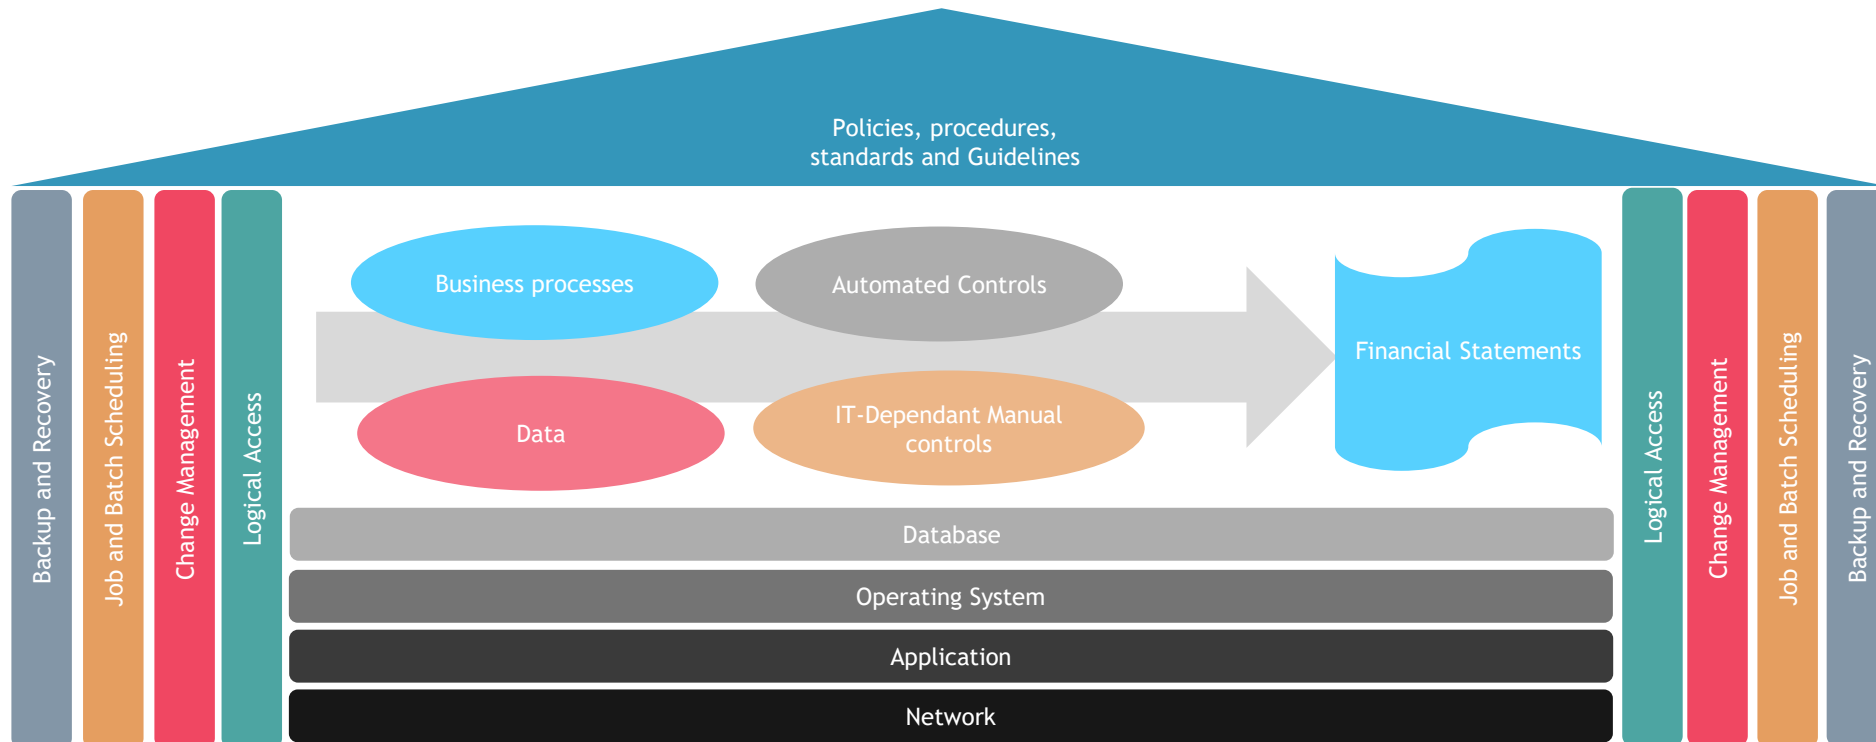 Policies, procedures,
standards and Guidelines
Backup and Recovery
Job and Batch Scheduling
Change Management
Logical Access
Business processes
Automated Controls
Data
IT-Dependant Manual
controls
Financial Statements
Database
Operating System
Application
Network
Logical Access
Change Management
Job and Batch Scheduling
Backup and Recovery